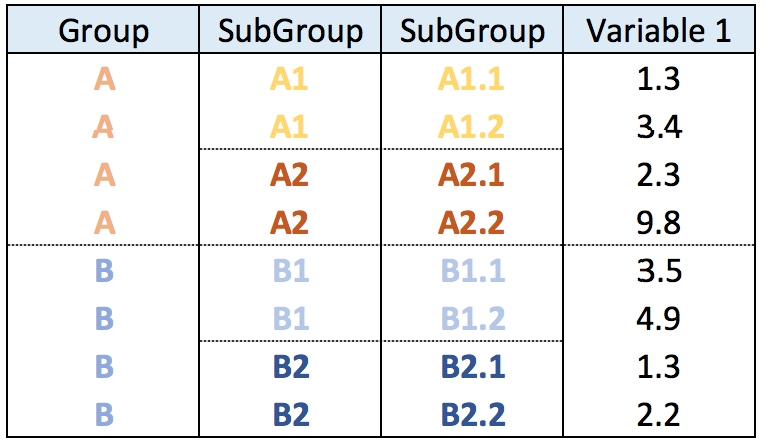 Group SubGroup SubGroup Variable 1
A A1 A1.1 1.3
A A1 A1.2 3.4
A A2 A2.1 2.3
A A2 A2.2 9.8
B B1 B1.1 3.5
B B1 B1.2 4.9
B B2 B2.1 1.3
B B2 B2.2 2.2